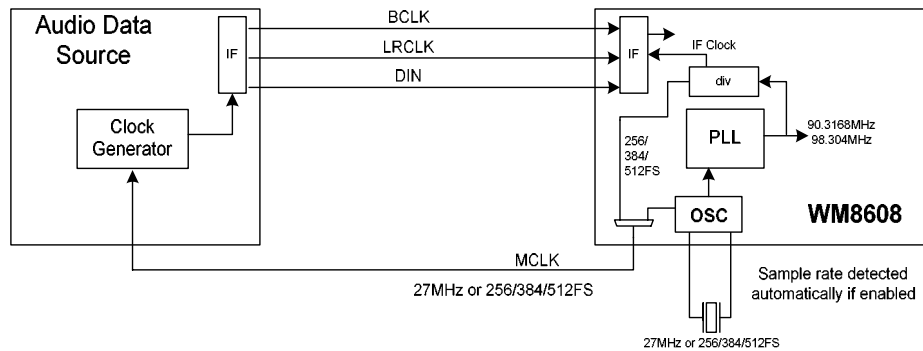 Audio Data
Source
IF
Clock
Generator
BCLK
LRCLK
DIN
IF
IF Clock
div
256/
384/
512FS
PLL
90.3168MHz
98.304MHz
OSC
WM8608
MCLK
27MHz or 256/384/512FS
Sample rate detected
automatically if enabled
27MHz or 256/384/512FS